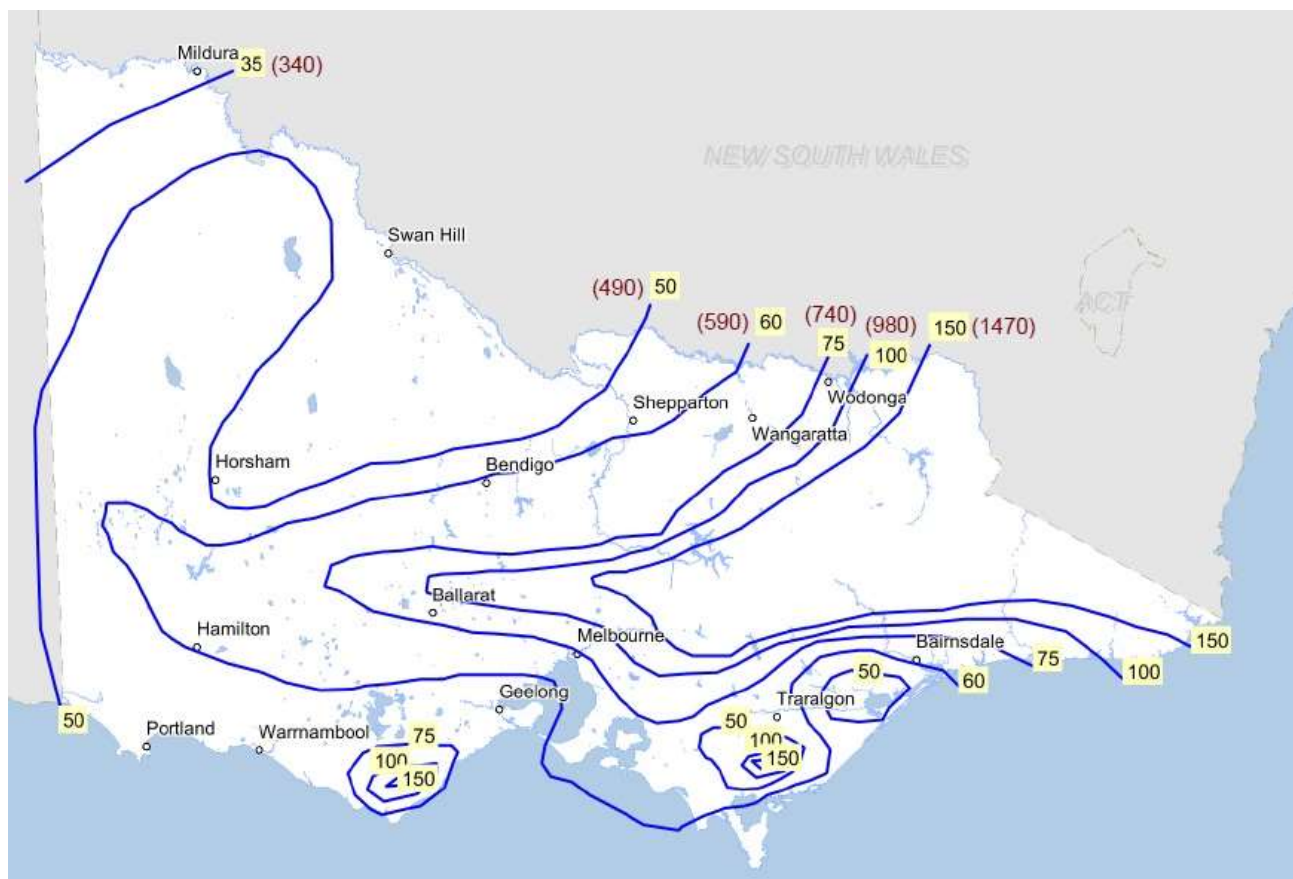 Mildura
35 (340)
NEW SOUTH WALES
Swan Hill
ACT
(490) 50
(590) 60
(740)
75
(980)
100
150 (1470)
Shepparton
Wodonga
Wangaratta
Horsham
Bendigo
Ballarat
Hamilton
Melbourne
Bairnsdale
150
75
100
50
60
Geelong
Traralgon
50
Portland
Warrnambool
75
50
100
150
100
150